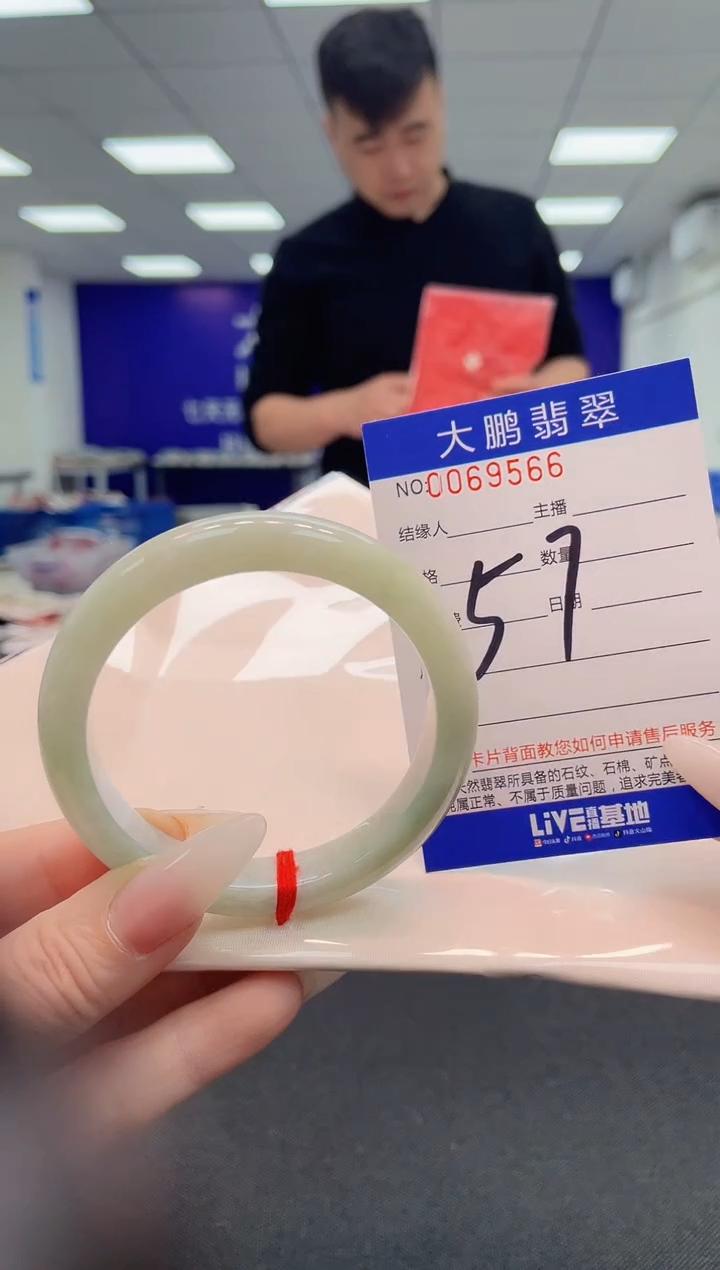 大鹏翡翠
NO:0069566
结缘人 主播
格 数量
57
日期
卡片背面教您如何申请售后服务
天然翡翠所具备的石纹、石棉、矿点
属正常、不属于质量问题，追求完美
LiVE直播基地